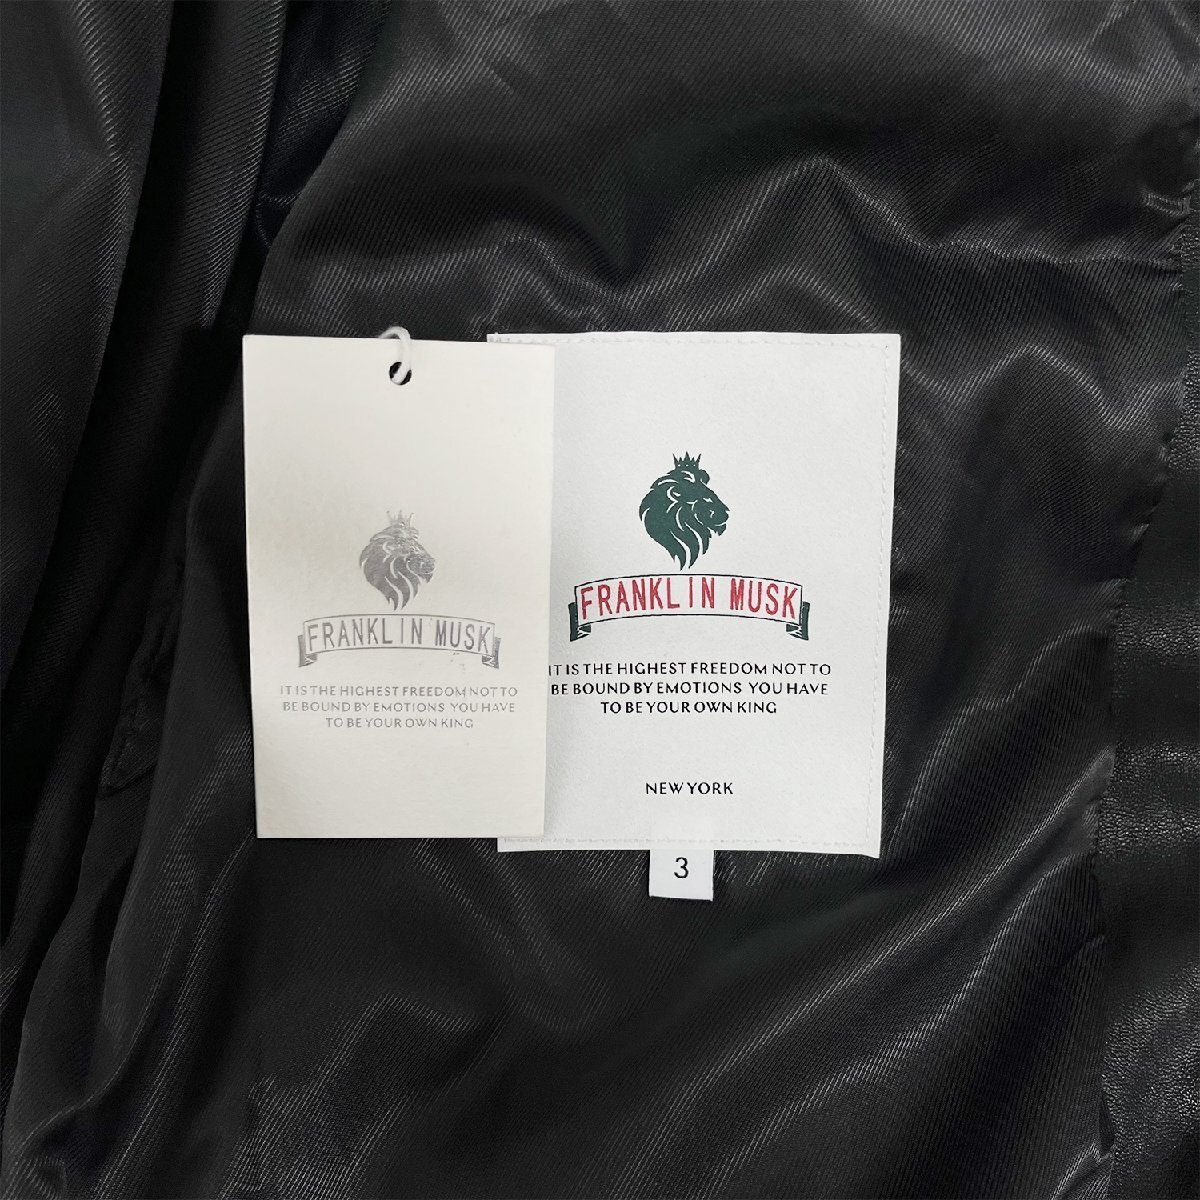 FRANKLIN MUSK
IT IS THE HIGHEST FREEDOM NOT TO
BE BOUND BY EMOTIONS YOU HAVE
TO BE YOUR OWN KING
FRANKLIN MUSK
IT IS THE HIGHEST FREEDOM NOT TO
BE BOUND BY EMOTIONS YOU HAVE
TO BE YOUR OWN KING
NEW YORK
3